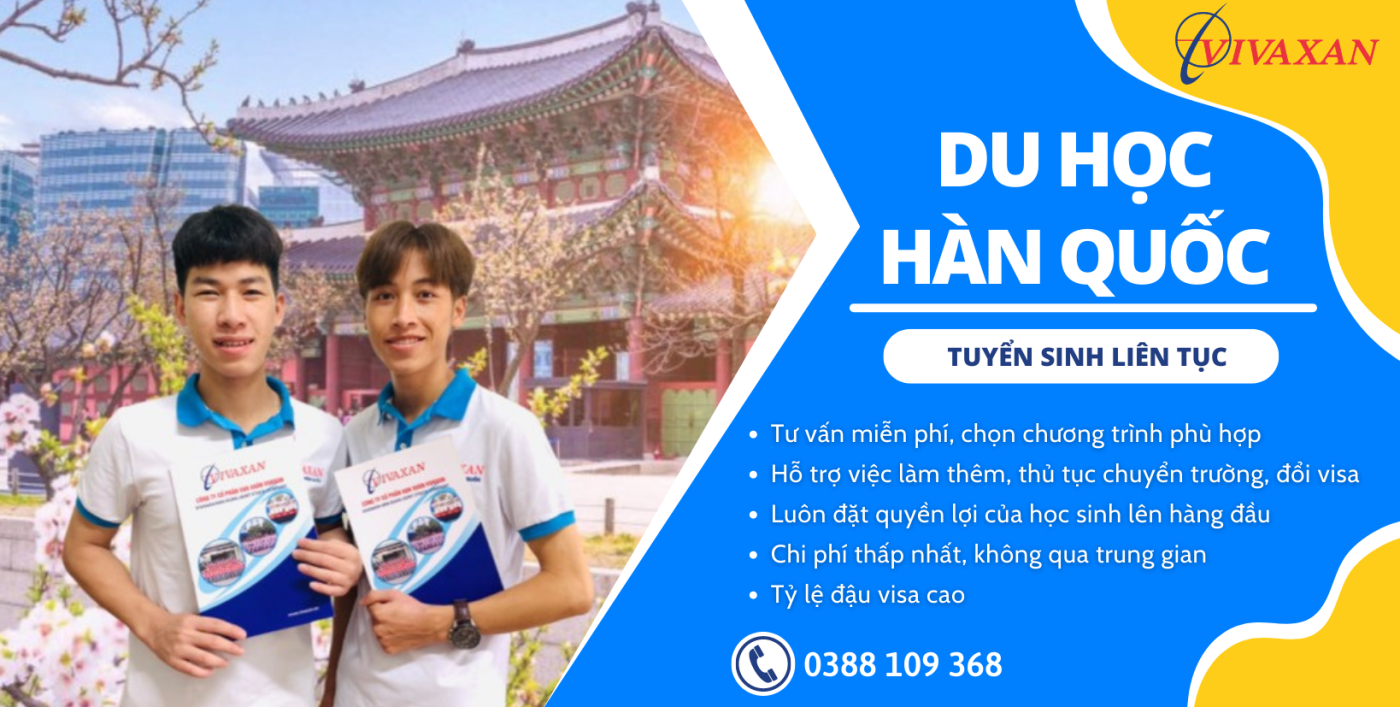 VIVAXAN
DU HỌC
HÀN QUỐC
TUYỂN SINH LIÊN TỤC
Tư vấn miễn phí, chọn chương trình phù hợp
Hỗ trợ việc làm thêm, thủ tục chuyển trường, đổi visa
Luôn đặt quyền lợi của học sinh lên hàng đầu
Chi phí thấp nhất, không qua trung gian
Tỷ lệ đậu visa cao
0388 109 368
VIVAXAN
VIVAXAN